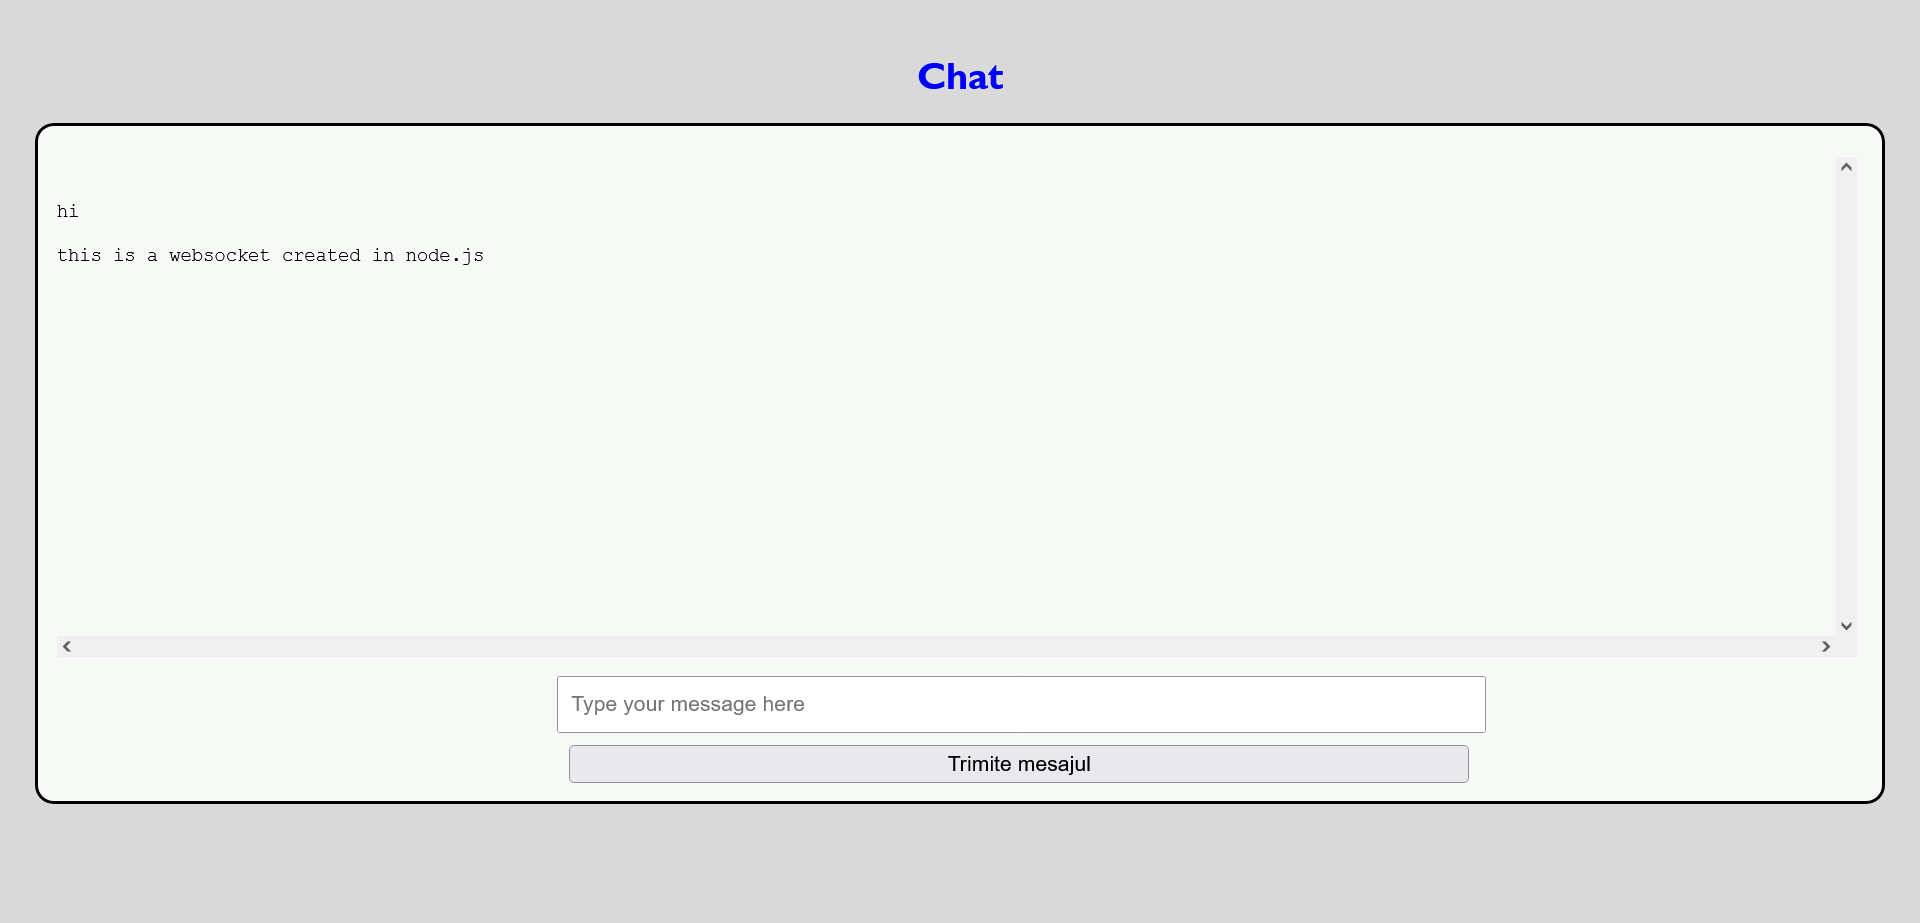 Chat
hi
this is a websocket created in node.js
Type your message here
Trimite mesajul